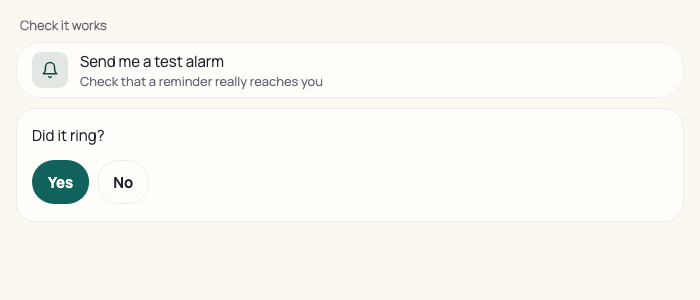 Check it works
Send me a test alarm
Check that a reminder really reaches you
Did it ring?
Yes
No